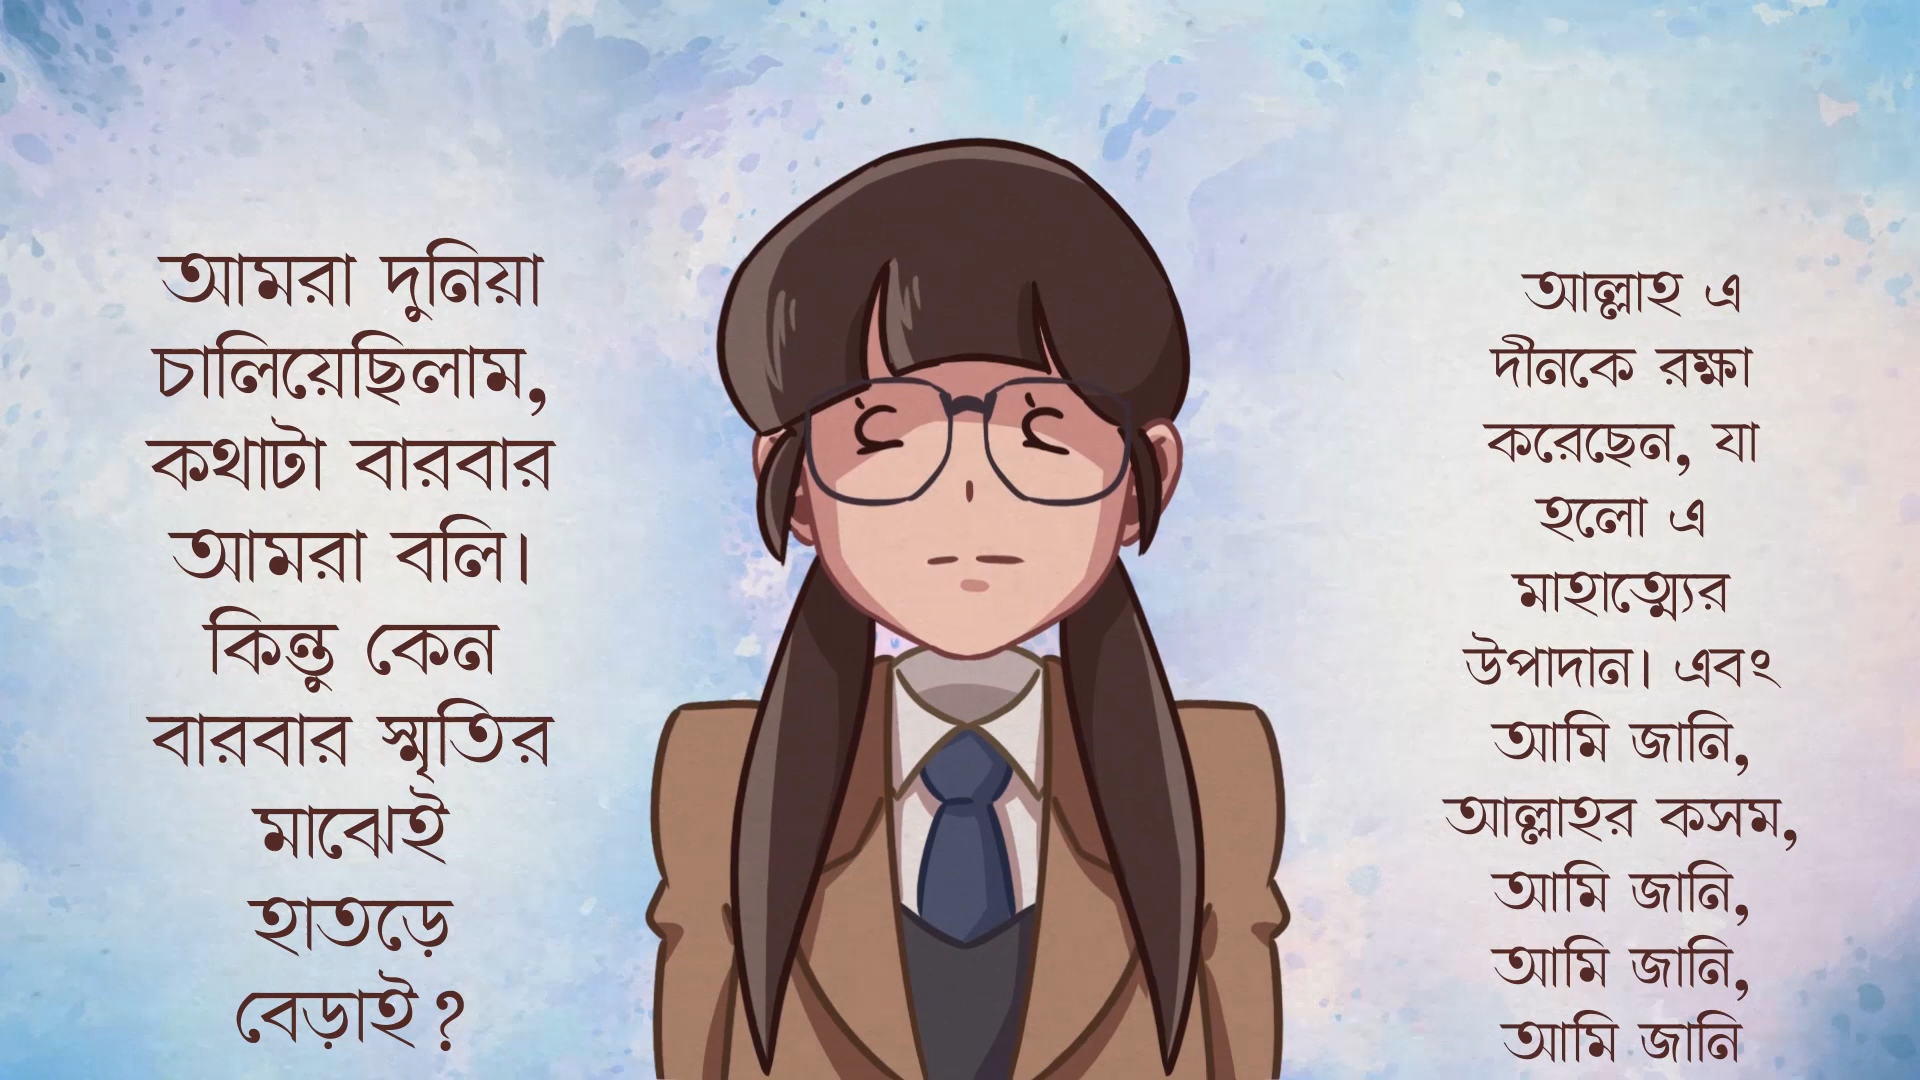 আমরা দুনিয়া
চালিয়েছিলাম,
কথাটা বারবার
আমরা বলি।
কিন্তু কেন
বারবার স্মৃতির
মাঝেই
হাতড়ে
বেড়াই?
আল্লাহ এ
দীনকে রক্ষা
করেছেন, যা
হলো এ
মাহাত্ম্যের
উপাদান। এবং
আমি জানি,
আল্লাহর কসম,
আমি জানি,
আমি জানি,
আমি জানি